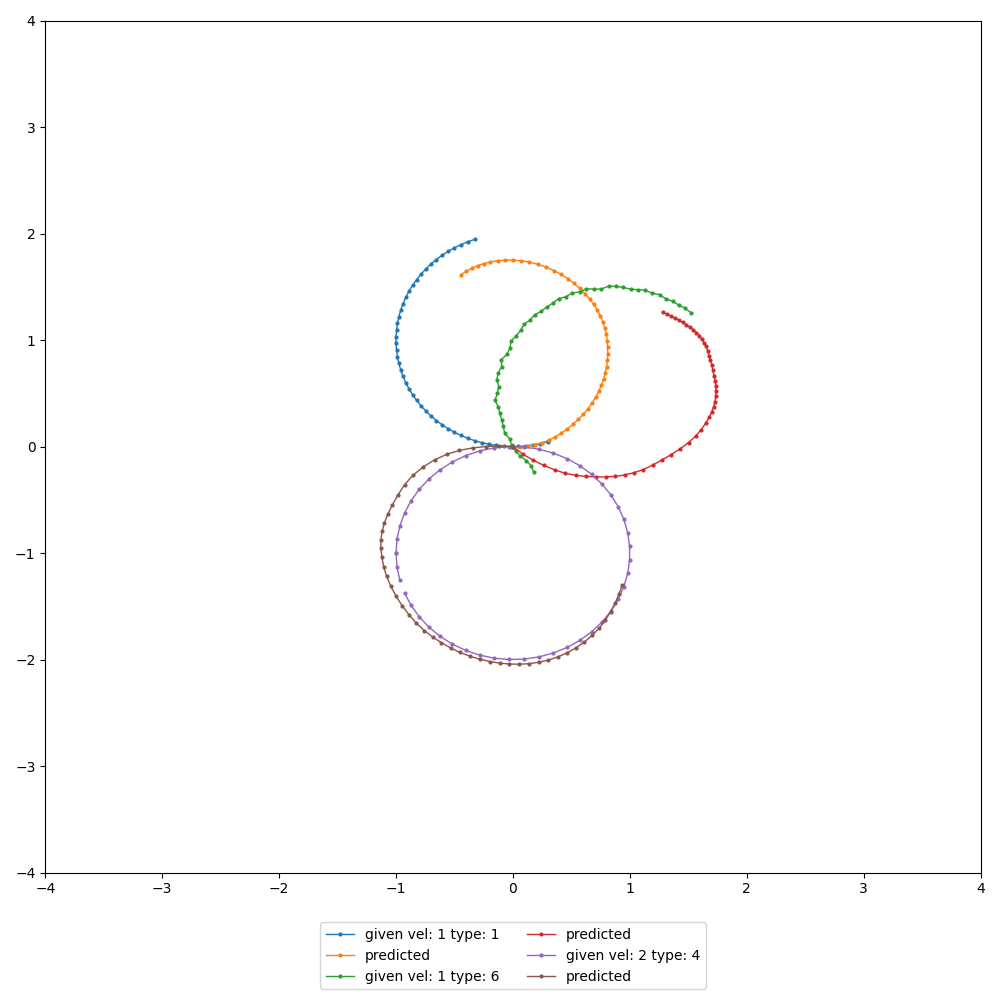 4
3
2
1
0
−1
−2
−3
−4
−4 −3 −2 −1 0 1 2 3 4
given vel: 1 type: 1 predicted
predicted given vel: 2 type: 4
given vel: 1 type: 6 predicted